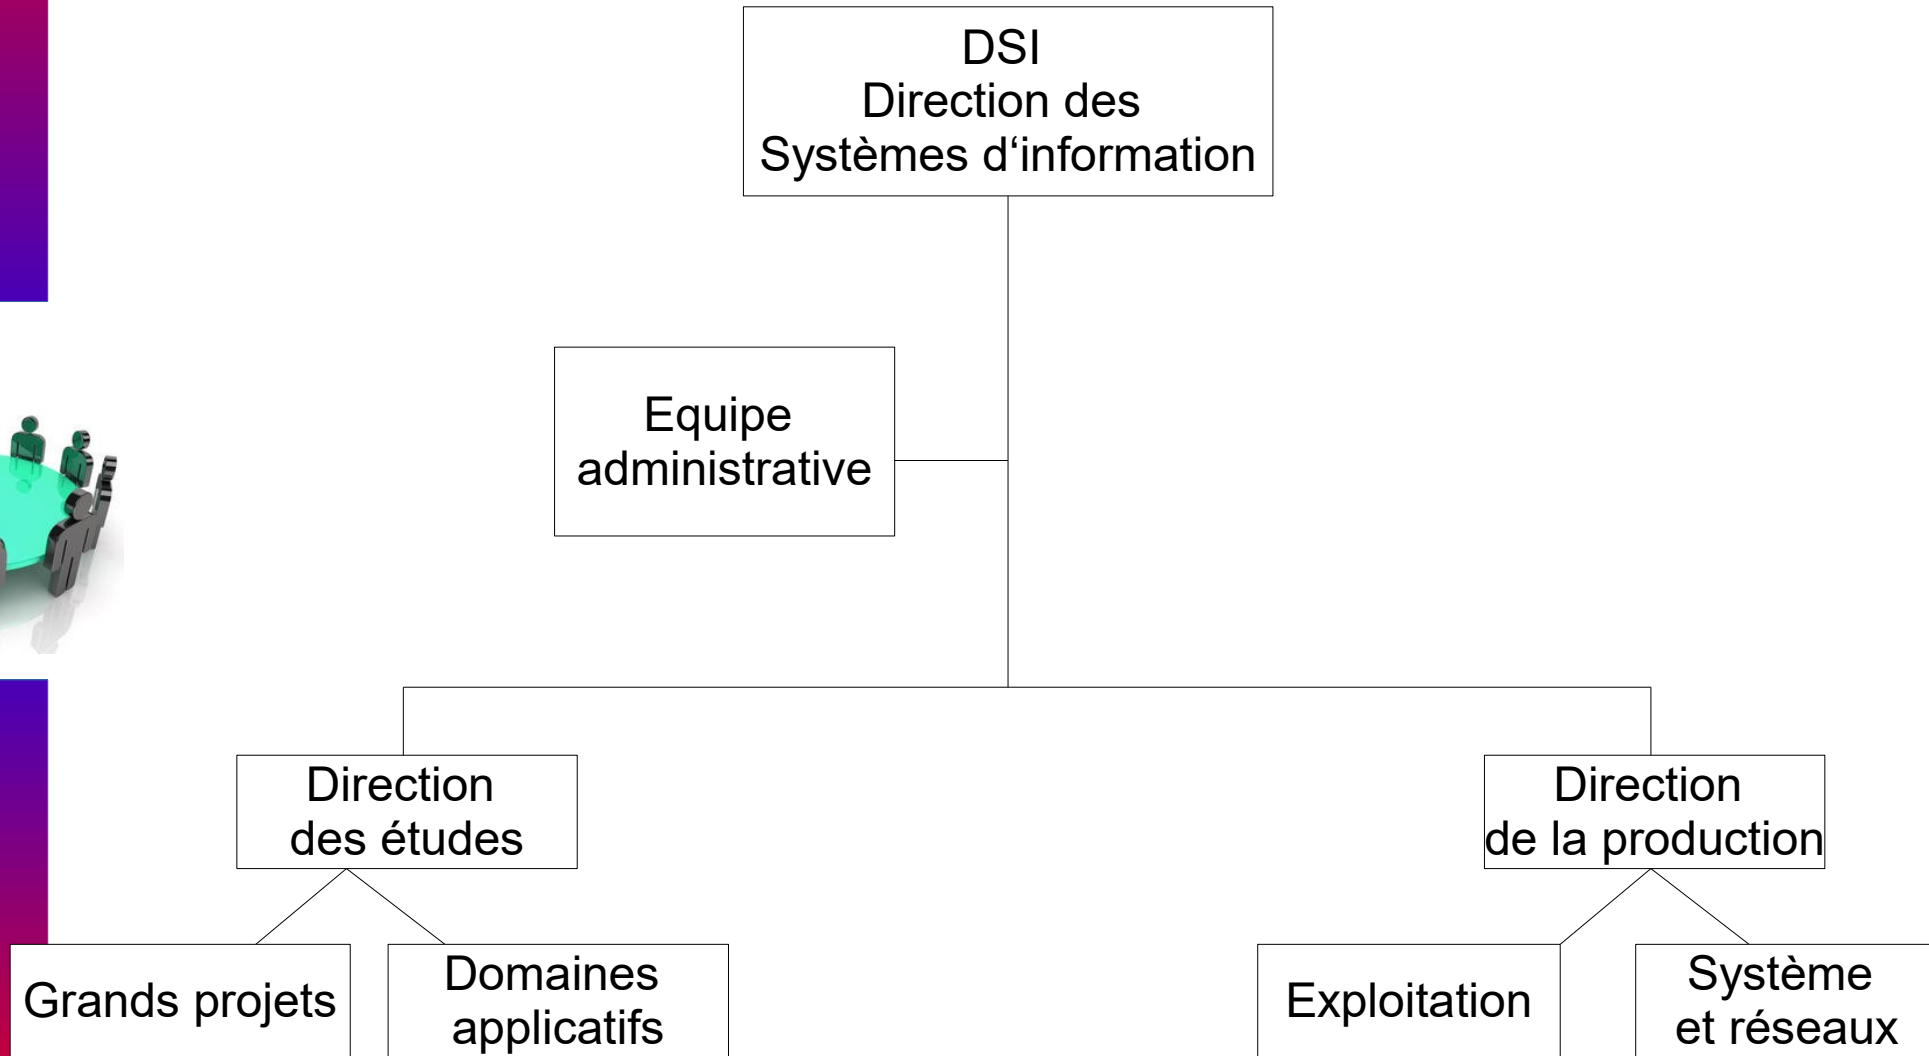 DSI
Direction des
Systèmes d‘information
Equipe
administrative
Direction
des études
Direction
de la production
Grands projets
Domaines
applicatifs
Exploitation
Système
et réseaux